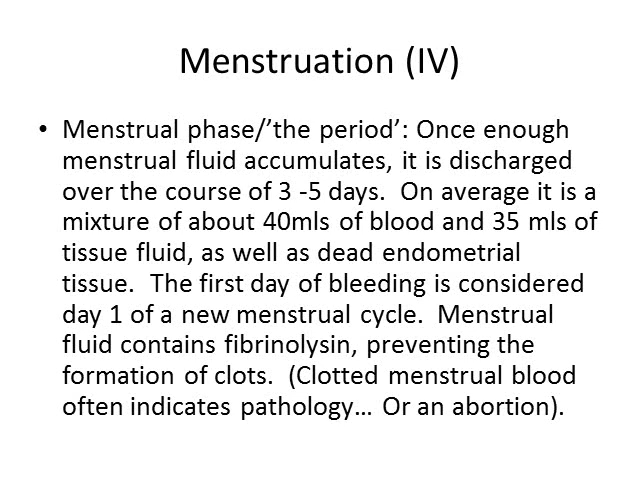 Menstruation (IV)
• Menstrual phase/’the period’: Once enough
menstrual fluid accumulates, it is discharged
over the course of 3 -5 days.  On average it is a
mixture of about 40mls of blood and 35 mls of
tissue fluid, as well as dead endometrial
tissue.  The first day of bleeding is considered
day 1 of a new menstrual cycle.  Menstrual
fluid contains fibrinolysin, preventing the
formation of clots.  (Clotted menstrual blood
often indicates pathology… Or an abortion).